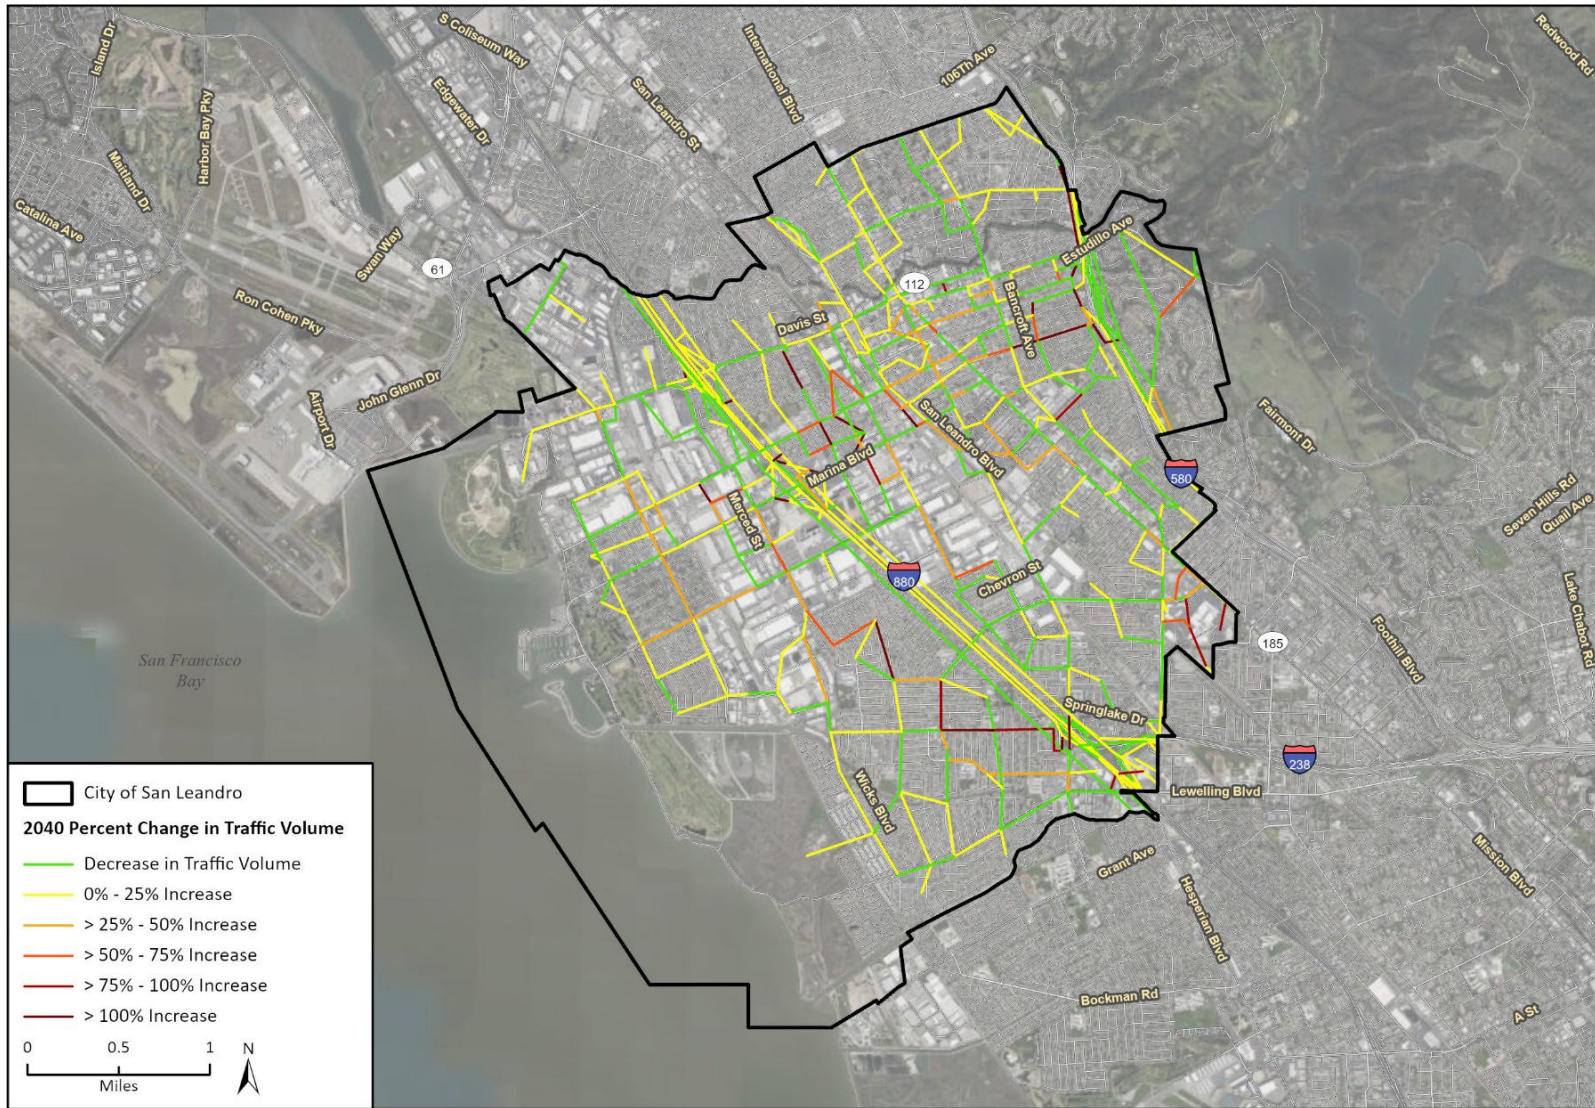 Island Dr
Harbor Bay Pky
Maitland Dr
Catalina Ave
S Coliseum Way
Edgewater Dr
San Leandro St
International Blvd
106Th Ave
Redwood Rd
Swan Way
61
Ron Cohen Pky
John Glenn Dr
Airport Dr
Estudillo Ave
112
Bancroft Ave
Davis St
San Leandro Blvd
Marina Blvd
Merced St
Fairmont Dr
580
Seven Hills Rd
Quail Ave
880
Chevron St
Lake Chabot Rd
Foothill Blvd
185
San Francisco
Bay
Springlake Dr
238
Lewelling Blvd
Wicks Blvd
Grant Ave
Hesperian Blvd
Mission Blvd
Bockman Rd
A St
City of San Leandro
2040 Percent Change in Traffic Volume
Decrease in Traffic Volume
0% - 25% Increase
> 25% - 50% Increase
> 50% - 75% Increase
> 75% - 100% Increase
> 100% Increase
0 0.5 1
Miles
N